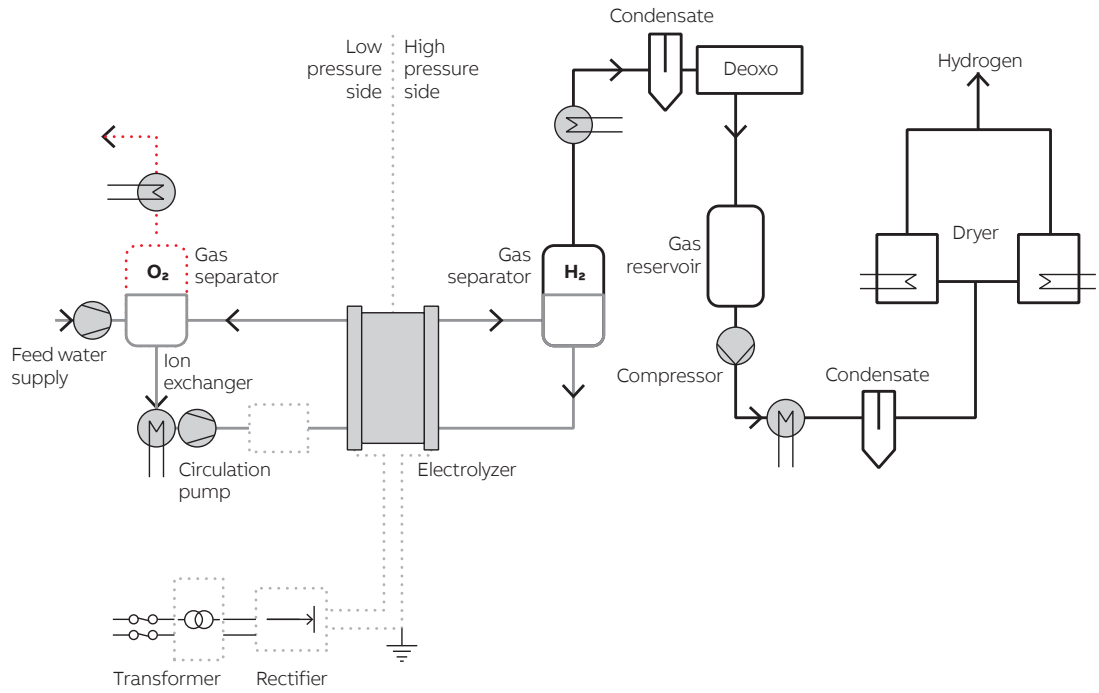 Condensate
Low
pressure
side
High
pressure
side
Deoxo
Hydrogen
O₂
Gas
separator
Gas
separator
H₂
Gas
reservoir
Dryer
Feed water
supply
Ion
exchanger
Compressor
Condensate
Circulation
pump
Electrolyzer
Transformer
Rectifier